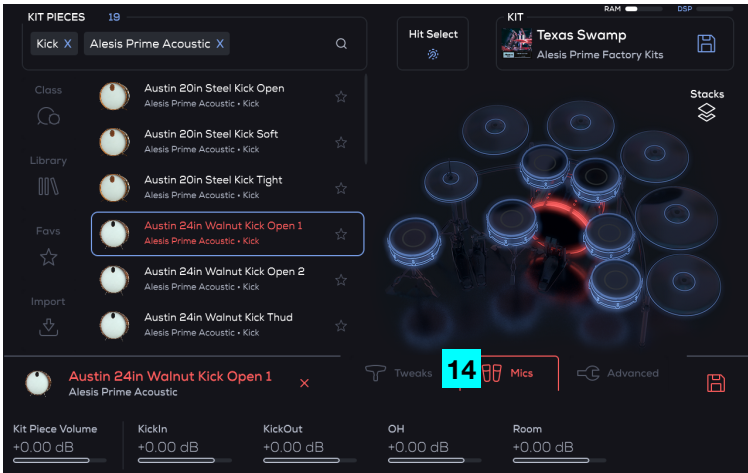 KIT PIECES 19
RAM DSP
Kick X Alesis Prime Acoustic X
Hit Select
KIT
Texas Swamp
Alesis Prime Factory Kits
Class
Library
Favs
Import
Austin 20in Steel Kick Open
Alesis Prime Acoustic • Kick
Austin 20in Steel Kick Soft
Alesis Prime Acoustic • Kick
Austin 20in Steel Kick Tight
Alesis Prime Acoustic • Kick
Austin 24in Walnut Kick Open 1
Alesis Prime Acoustic • Kick
Austin 24in Walnut Kick Open 2
Alesis Prime Acoustic • Kick
Austin 24in Walnut Kick Thud
Alesis Prime Acoustic • Kick
Stacks
Austin 24in Walnut Kick Open 1 ×
Alesis Prime Acoustic
Tweaks 14 Mics Advanced
Kit Piece Volume KickIn KickOut OH Room
+0.00 dB +0.00 dB +0.00 dB +0.00 dB +0.00 dB